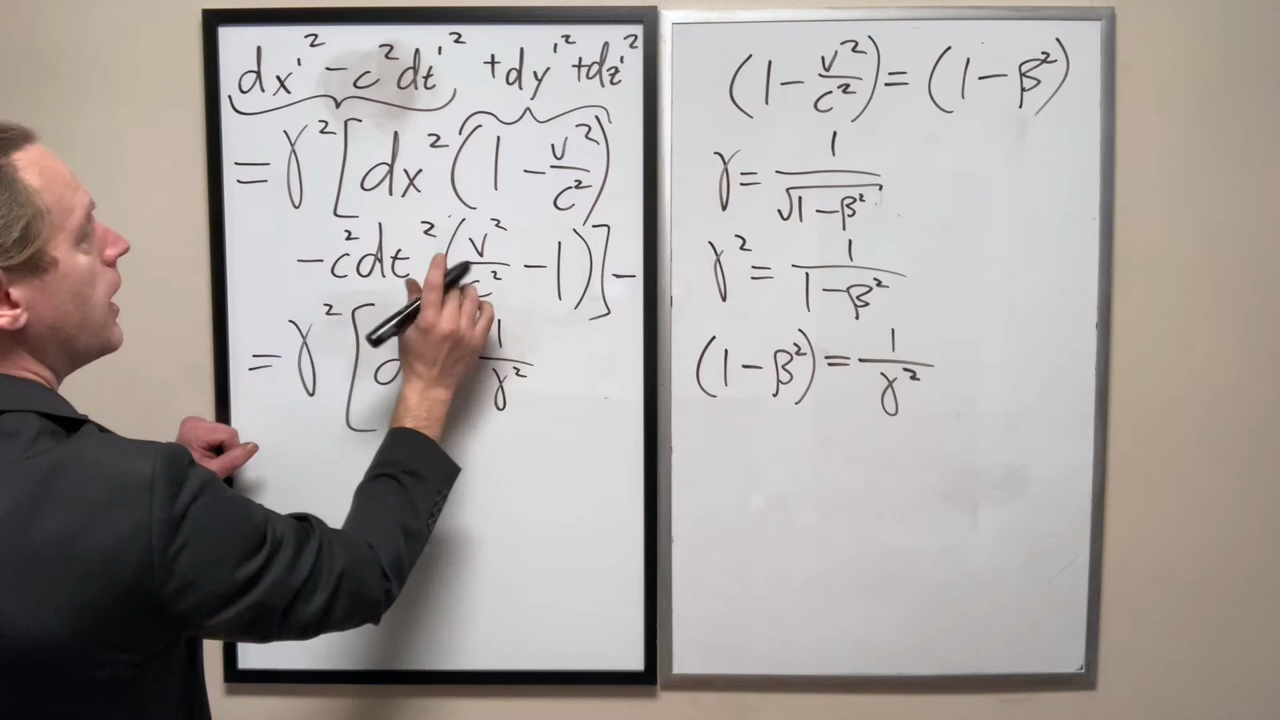 dx'² - c²dt'² + dy'² + dz'²
= γ²[dx²(1 - v²/c²)
- c²dt²(v²/c² - 1)] -
= γ²[d 1/γ²
(1 - v²/c²) = (1 - β²)
γ = 1/√1-β²
γ² = 1/1-β²
(1 - β²) = 1/γ²